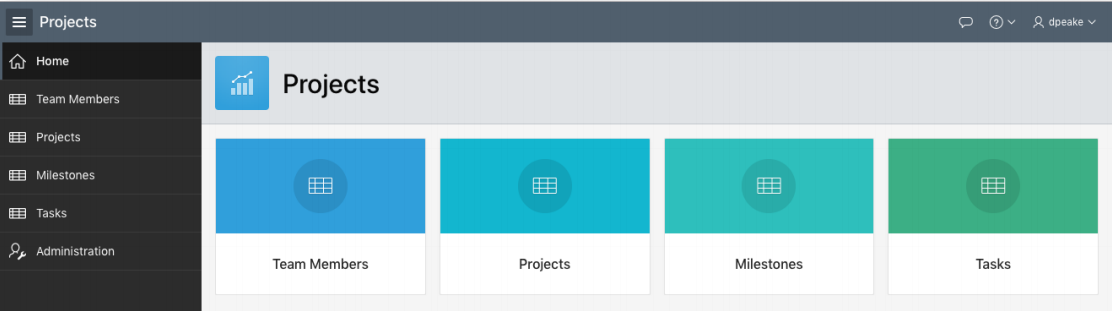 Projects
dpeake
Home
Team Members
Projects
Milestones
Tasks
Administration
Projects
Team Members
Projects
Milestones
Tasks